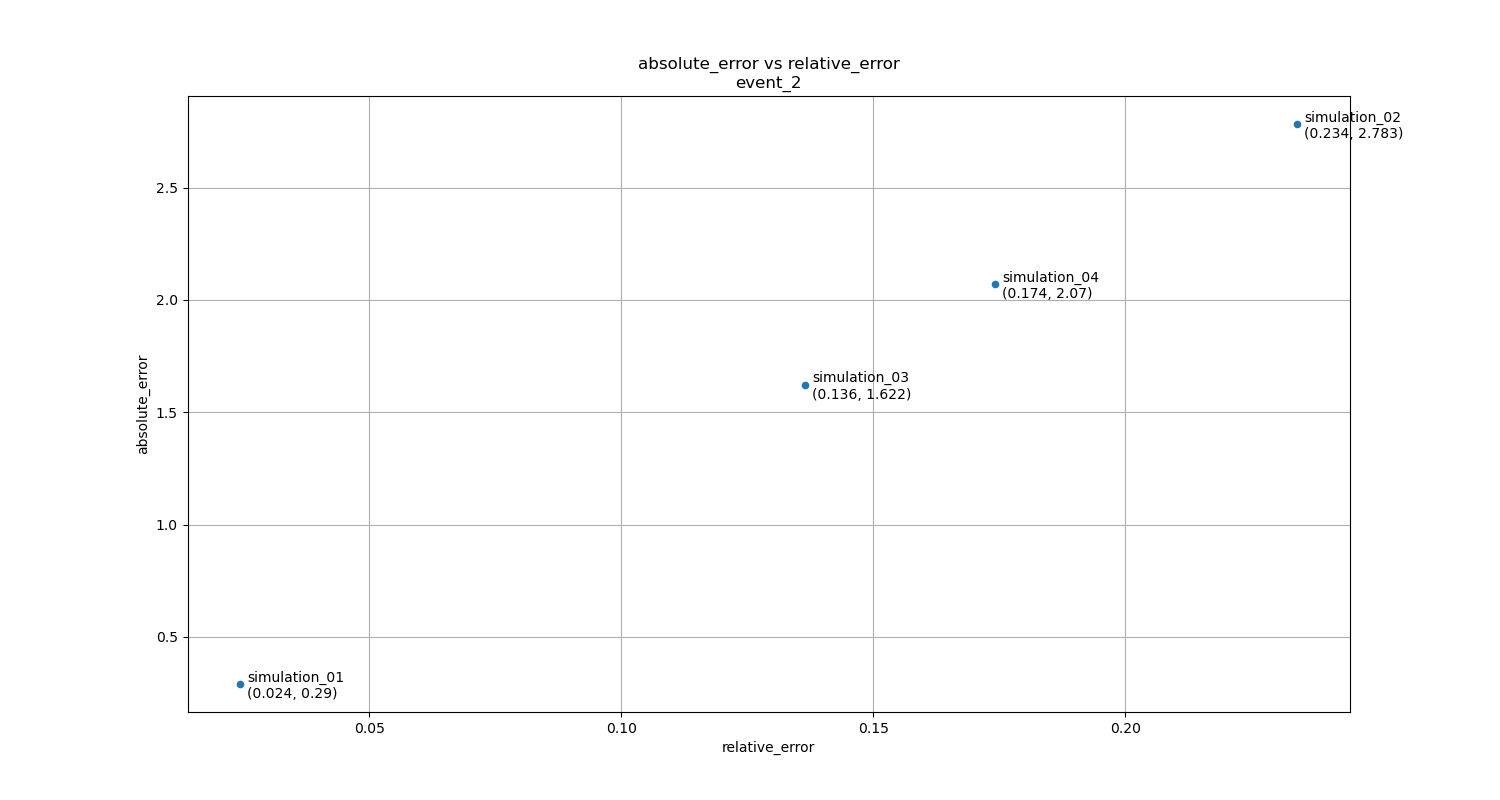 absolute_error vs relative_error
event_2
simulation_02
(0.234, 2.783)
2.5
simulation_04
(0.174, 2.07)
2.0
absolute_error
simulation_03
(0.136, 1.622)
1.5
1.0
0.5
simulation_01
(0.024, 0.29)
0.05
0.10
0.15
0.20
relative_error